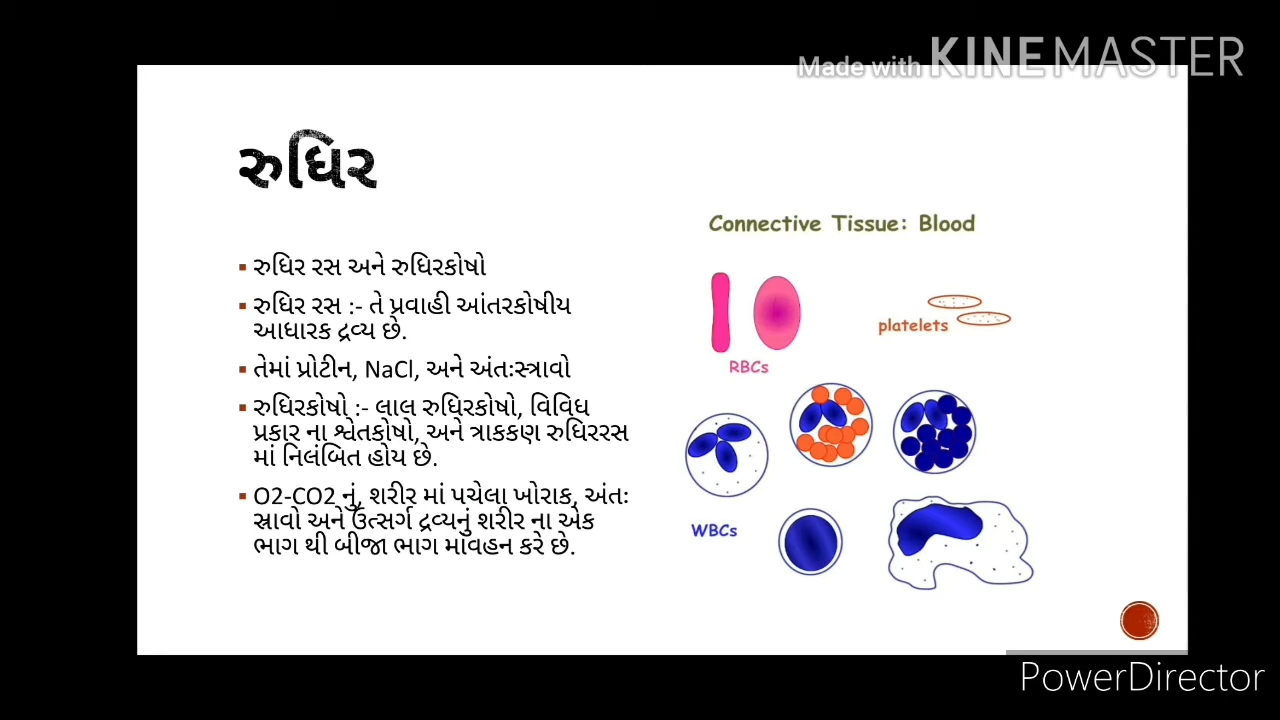 Made with KINEMASTER
રુધિર
Connective Tissue: Blood
▪ રુધિર રસ અને રુધિરકોષો
▪ રુધિર રસ :- તે પ્રવાહી આંતરકોષીય
આધારક દ્રવ્ય છે.
▪ તેમાં પ્રોટીન, NaCl, અને અંતઃસ્ત્રાવો
▪ રુધિરકોષો :- લાલ રુધિરકોષો, વિવિધ
પ્રકાર ના શ્વેતકોષો, અને ત્રાકકણ રુધિરરસ
માં નિલંબિત હોય છે.
▪ O2-CO2 નું, શરીર માં પચેલા ખોરાક, અંતઃ
સ્રાવો અને ઉત્સર્ગ દ્રવ્યનું શરીર ના એક
ભાગ થી બીજા ભાગ માવહન કરે છે.
platelets
RBCs
WBCs
PowerDirector